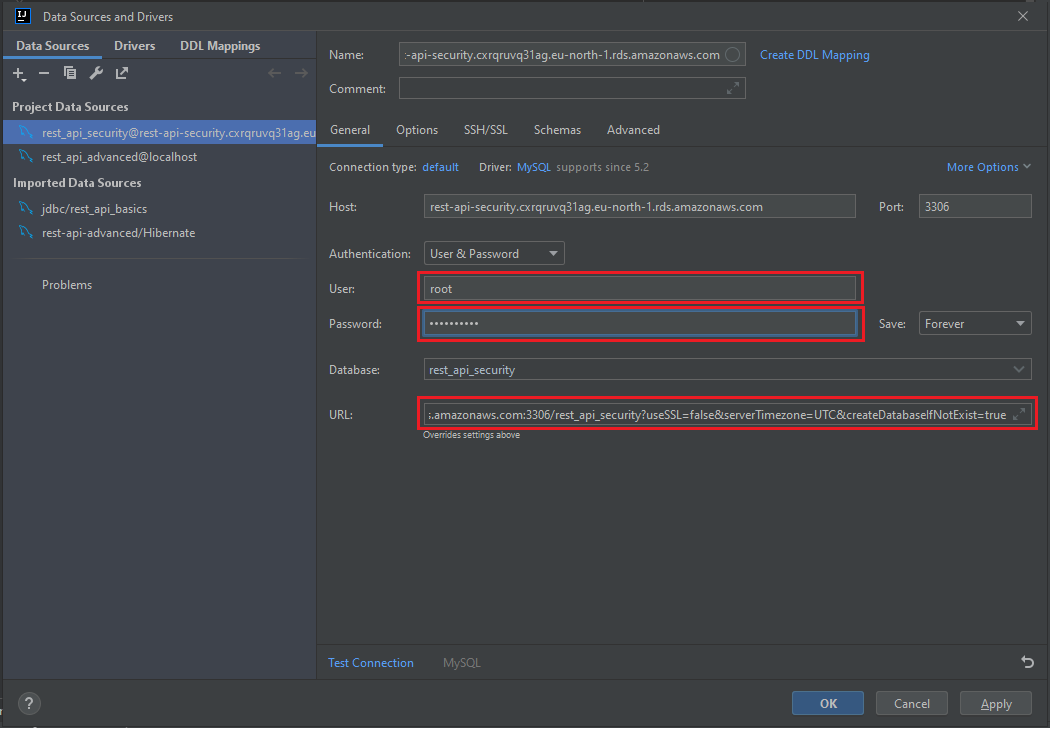 Data Sources and Drivers
Data Sources Drivers DDL Mappings
Project Data Sources
rest_api_security@rest-api-security.cxrqruvq31ag.eu
rest_api_advanced@localhost
Imported Data Sources
jdbc/rest_api_basics
rest-api-advanced/Hibernate
Problems
Name: :-api-security.cxrqruvq31ag.eu-north-1.rds.amazonaws.com Create DDL Mapping
Comment:
General Options SSH/SSL Schemas Advanced
Connection type: default Driver: MySQL supports since 5.2 More Options
Host: rest-api-security.cxrqruvq31ag.eu-north-1.rds.amazonaws.com Port: 3306
Authentication: User & Password
User: root
Password: •••••••••• Save: Forever
Database: rest_api_security
URL: s.amazonaws.com:3306/rest_api_security?useSSL=false&serverTimezone=UTC&createDatabaseIfNotExist=true
Overrides settings above
Test Connection MySQL
? OK Cancel Apply